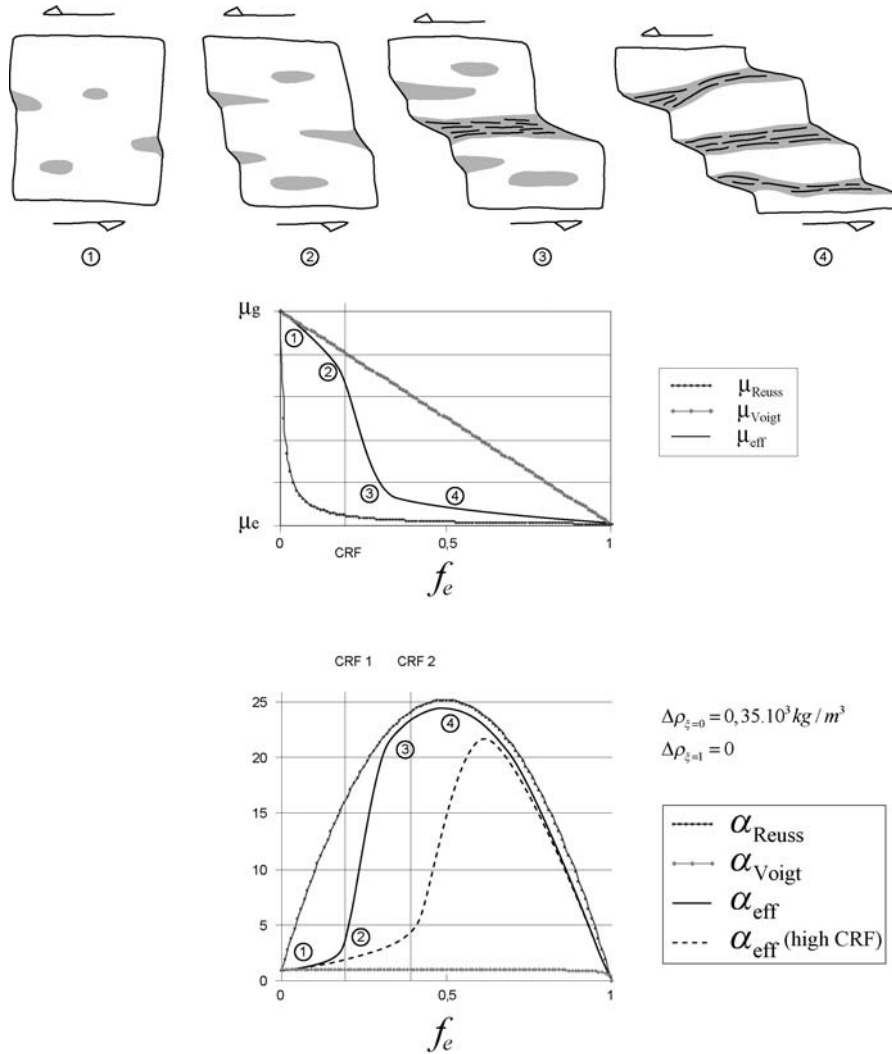 ① ② ③ ④
μg
μe
① ② ③ ④
0 0,5 1
CRF
fe
μReuss
μVoigt
μeff
CRF 1 CRF 2
25
20
15
10
5
0
① ② ③ ④
0 0,5 1
fe
Δρξ=0 = 0,35.10³ kg / m³
Δρξ=1 = 0
αReuss
αVoigt
αeff
αeff (high CRF)